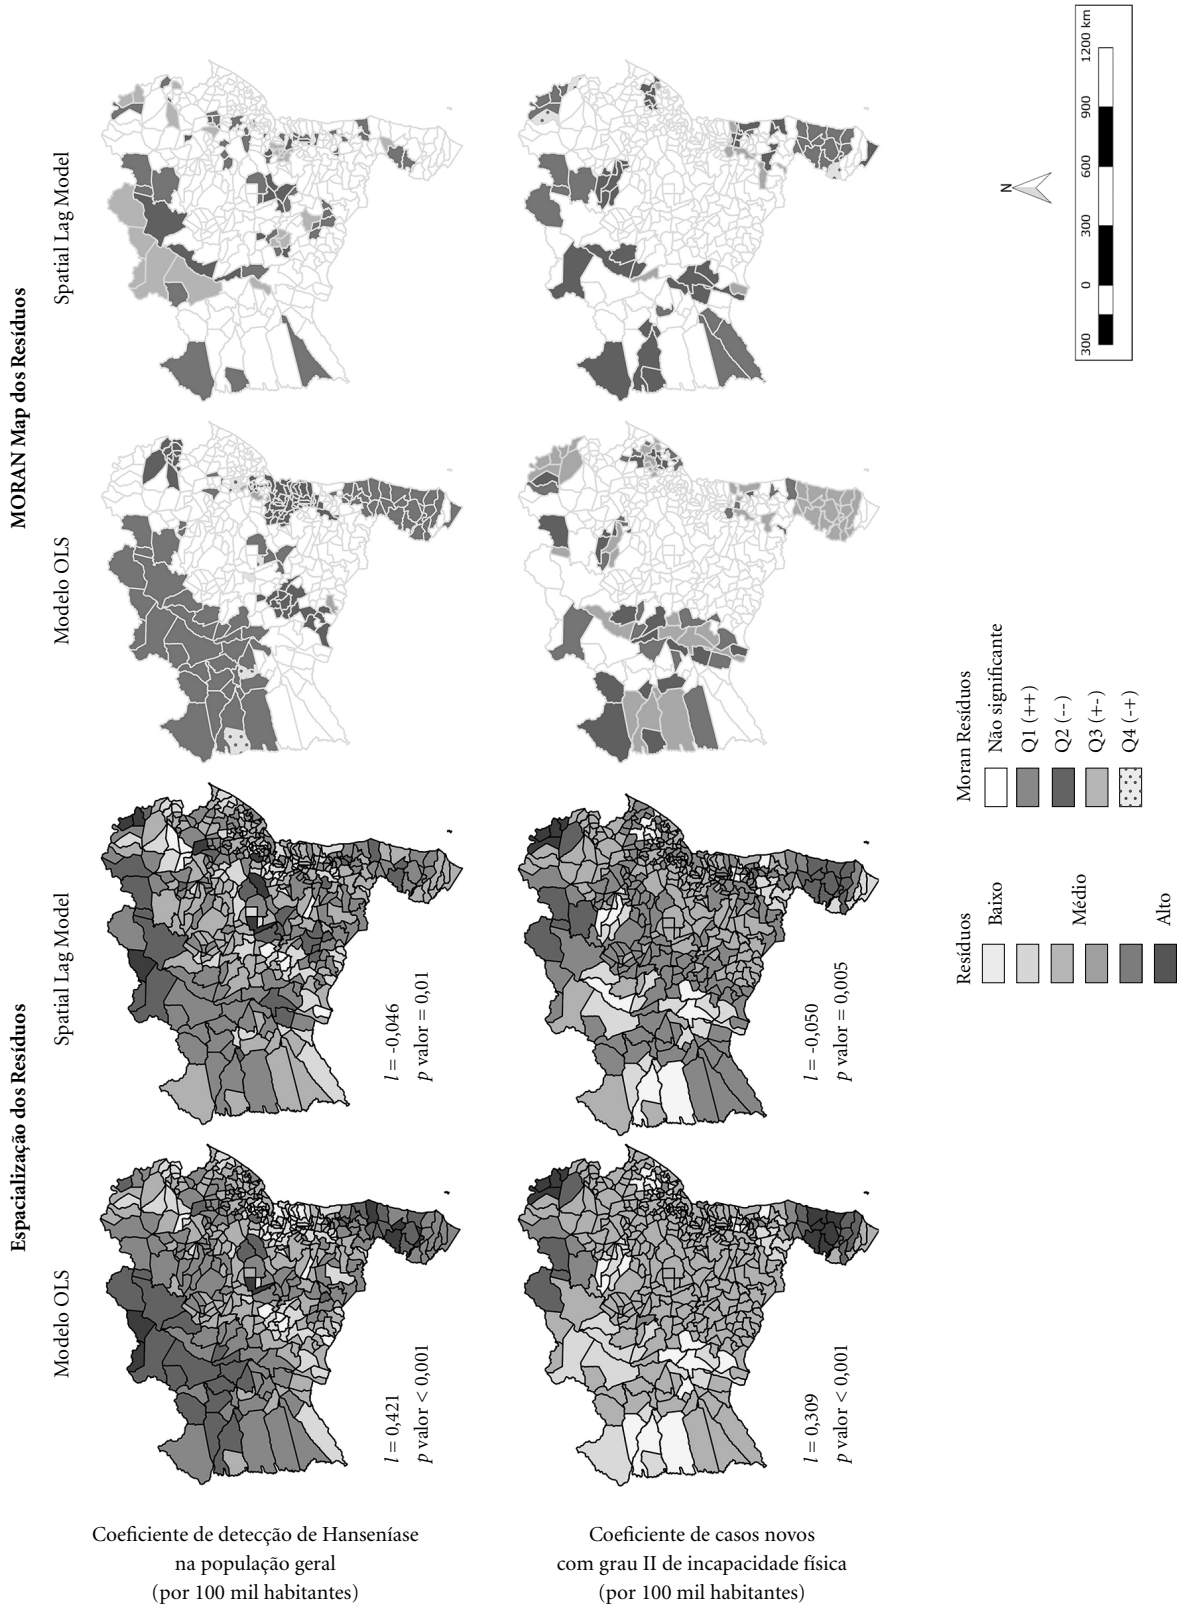 MORAN Map dos Resíduos
Spatial Lag Model
Modelo OLS
Espacialização dos Resíduos
Spatial Lag Model
Modelo OLS
l = -0,046
p valor = 0,01
l = 0,421
p valor < 0,001
l = -0,050
p valor = 0,005
l = 0,309
p valor < 0,001
Coeficiente de detecção de Hanseníase
na população geral
(por 100 mil habitantes)
Coeficiente de casos novos
com grau II de incapacidade física
(por 100 mil habitantes)
N
300 0 300 600 900 1200 km
Moran Resíduos
Não significante
Q1 (++)
Q2 (--)
Q3 (+-)
Q4 (-+)
Resíduos
Baixo
Médio
Alto